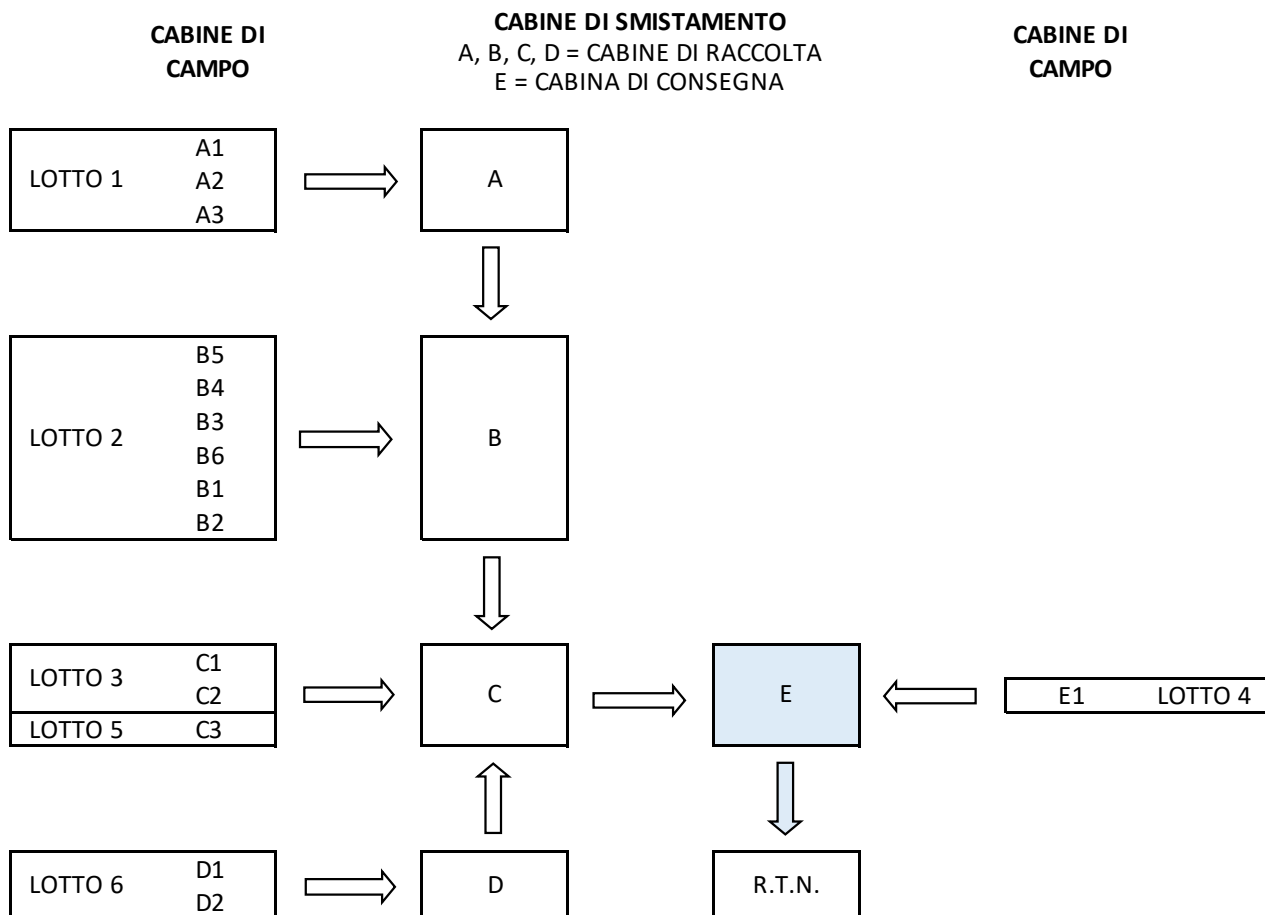 CABINE DI
CAMPO
CABINE DI SMISTAMENTO
A, B, C, D = CABINE DI RACCOLTA
E = CABINA DI CONSEGNA
CABINE DI
CAMPO
LOTTO 1
A1
A2
A3
A
LOTTO 2
B5
B4
B3
B6
B1
B2
B
LOTTO 3
C1
C2
LOTTO 5
C3
C
E
E1
LOTTO 4
LOTTO 6
D1
D2
D
R.T.N.